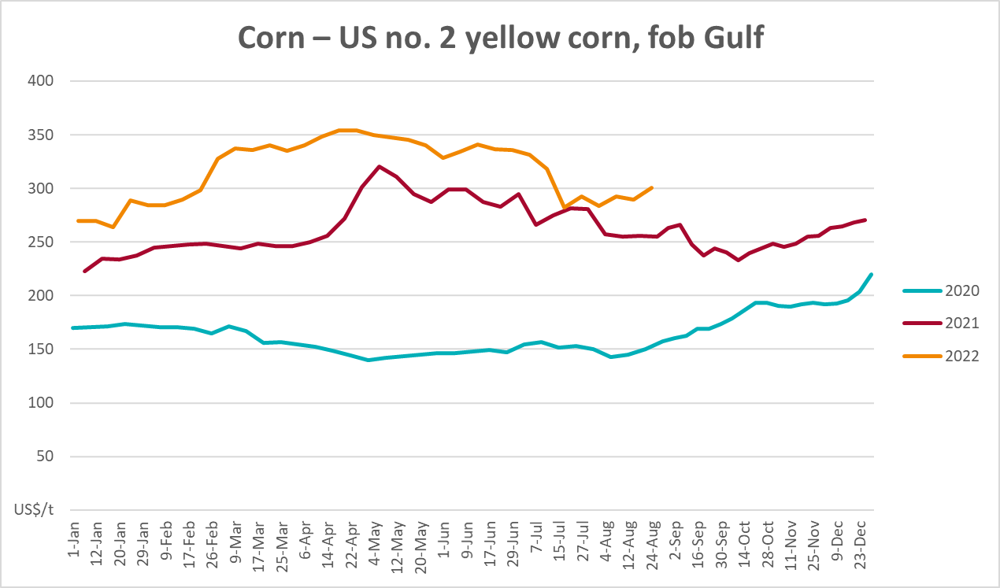 Corn – US no. 2 yellow corn, fob Gulf
400
350
300
250
200
150
100
50
US$/t
1-Jan
12-Jan
20-Jan
29-Jan
9-Feb
17-Feb
26-Feb
9-Mar
17-Mar
25-Mar
6-Apr
14-Apr
22-Apr
4-May
12-May
20-May
1-Jun
9-Jun
17-Jun
29-Jun
7-Jul
15-Jul
27-Jul
4-Aug
12-Aug
24-Aug
2-Sep
16-Sep
30-Sep
14-Oct
28-Oct
11-Nov
25-Nov
9-Dec
23-Dec
2020
2021
2022